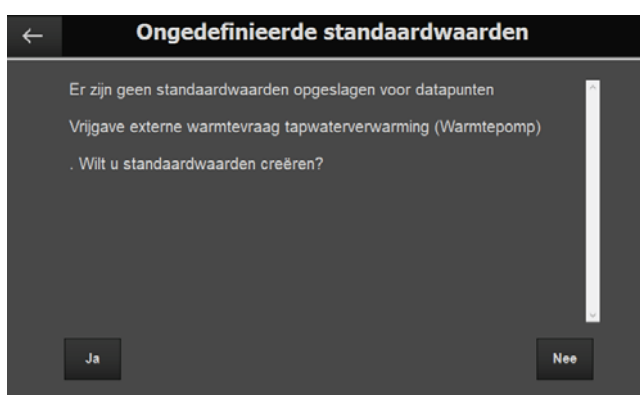 Ongedefinieerde standaardwaarden
Er zijn geen standaardwaarden opgeslagen voor datapunten
Vrijgave externe warmtevraag tapwaterverwarming (Warmtepomp)
. Wilt u standaardwaarden creëren?
Ja
Nee